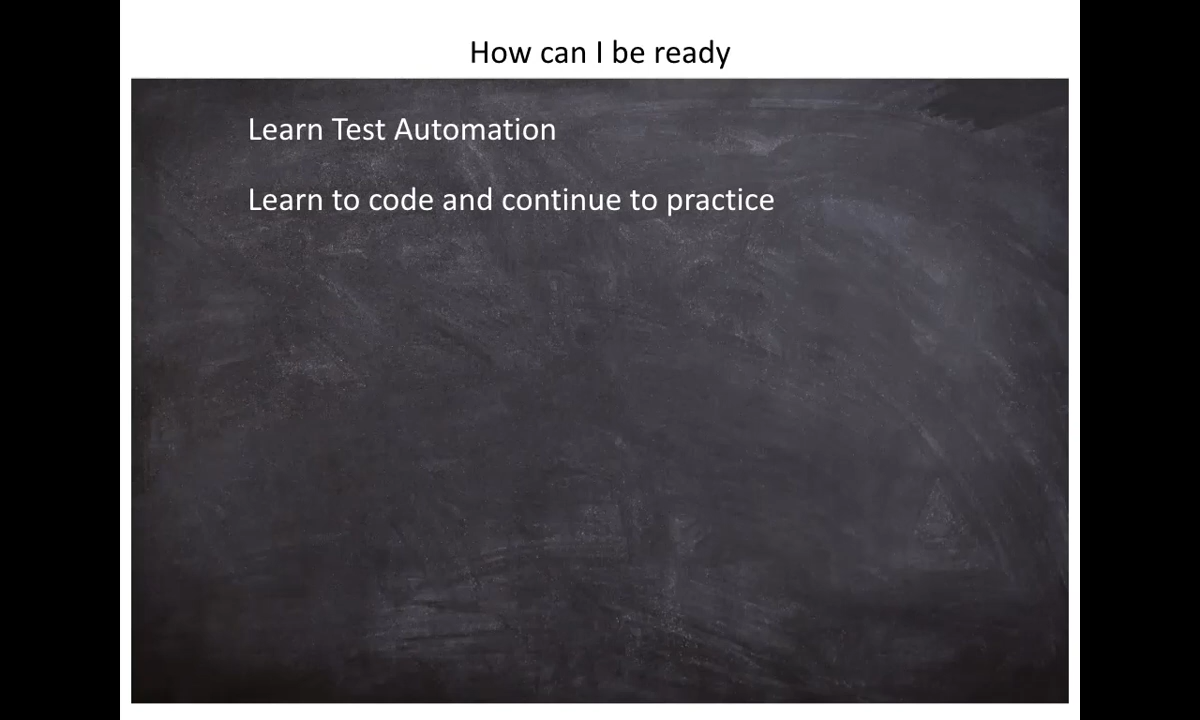 How can I be ready
Learn Test Automation
Learn to code and continue to practice